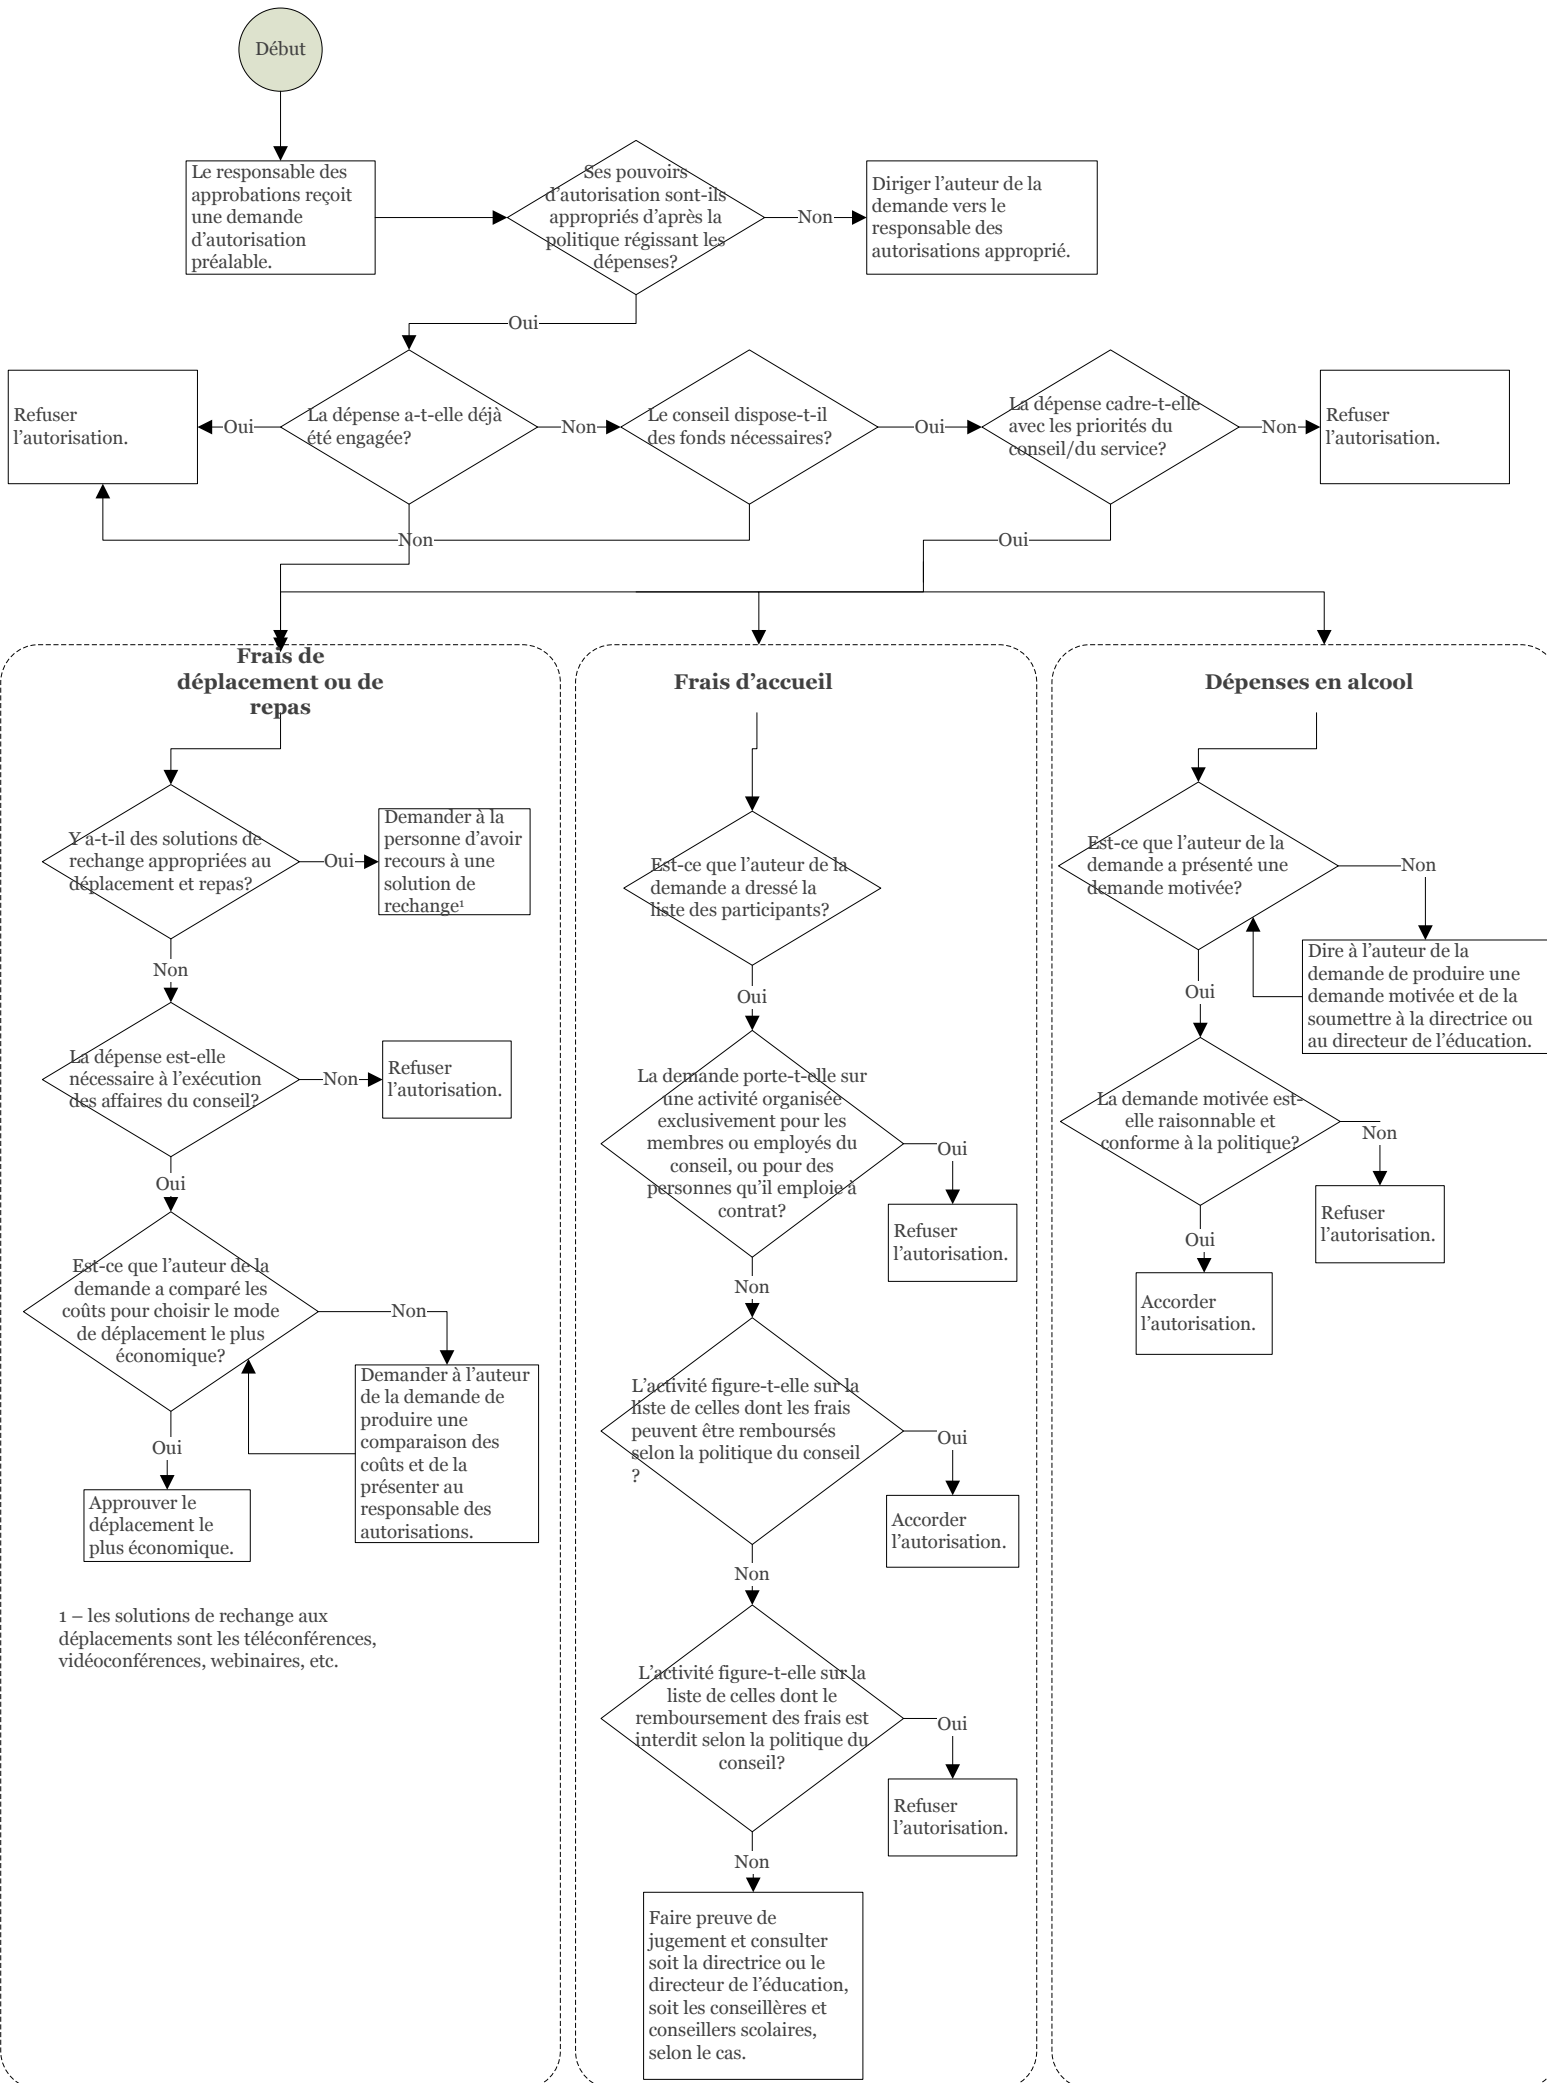 Début
Le responsable des
approbations reçoit
une demande
d’autorisation
préalable.
Ses pouvoirs
d’autorisation sont-ils
appropriés d’après la
politique régissant les
dépenses?
Non
Diriger l’auteur de la
demande vers le
responsable des
autorisations approprié.
Oui
Refuser
l’autorisation.
Oui
La dépense a-t-elle déjà
été engagée?
Non
Le conseil dispose-t-il
des fonds nécessaires?
Oui
La dépense cadre-t-elle
avec les priorités du
conseil/du service?
Non
Refuser
l’autorisation.
Non
Oui
Frais de
déplacement ou de
repas
Y a-t-il des solutions de
rechange appropriées au
déplacement et repas?
Oui
Demander à la
personne d’avoir
recours à une
solution de
rechange¹
Non
La dépense est-elle
nécessaire à l’exécution
des affaires du conseil?
Non
Refuser
l’autorisation.
Oui
Est-ce que l’auteur de la
demande a comparé les
coûts pour choisir le mode
de déplacement le plus
économique?
Non
Demander à l’auteur
de la demande de
produire une
comparaison des
coûts et de la
présenter au
responsable des
autorisations.
Oui
Approuver le
déplacement le
plus économique.
1 – les solutions de rechange aux
déplacements sont les téléconférences,
vidéoconférences, webinaires, etc.
Frais d’accueil
Est-ce que l’auteur de la
demande a dressé la
liste des participants?
Oui
La demande porte-t-elle sur
une activité organisée
exclusivement pour les
membres ou employés du
conseil, ou pour des
personnes qu’il emploie à
contrat?
Oui
Refuser
l’autorisation.
Non
L’activité figure-t-elle sur la
liste de celles dont les frais
peuvent être remboursés
selon la politique du conseil
?
Oui
Accorder
l’autorisation.
Non
L’activité figure-t-elle sur la
liste de celles dont le
remboursement des frais est
interdit selon la politique du
conseil?
Oui
Refuser
l’autorisation.
Non
Faire preuve de
jugement et consulter
soit la directrice ou le
directeur de l’éducation,
soit les conseillères et
conseillers scolaires,
selon le cas.
Dépenses en alcool
Est-ce que l’auteur de la
demande a présenté une
demande motivée?
Non
Dire à l’auteur de la
demande de produire une
demande motivée et de la
soumettre à la directrice ou
au directeur de l’éducation.
Oui
La demande motivée est-
elle raisonnable et
conforme à la politique?
Non
Refuser
l’autorisation.
Oui
Accorder
l’autorisation.